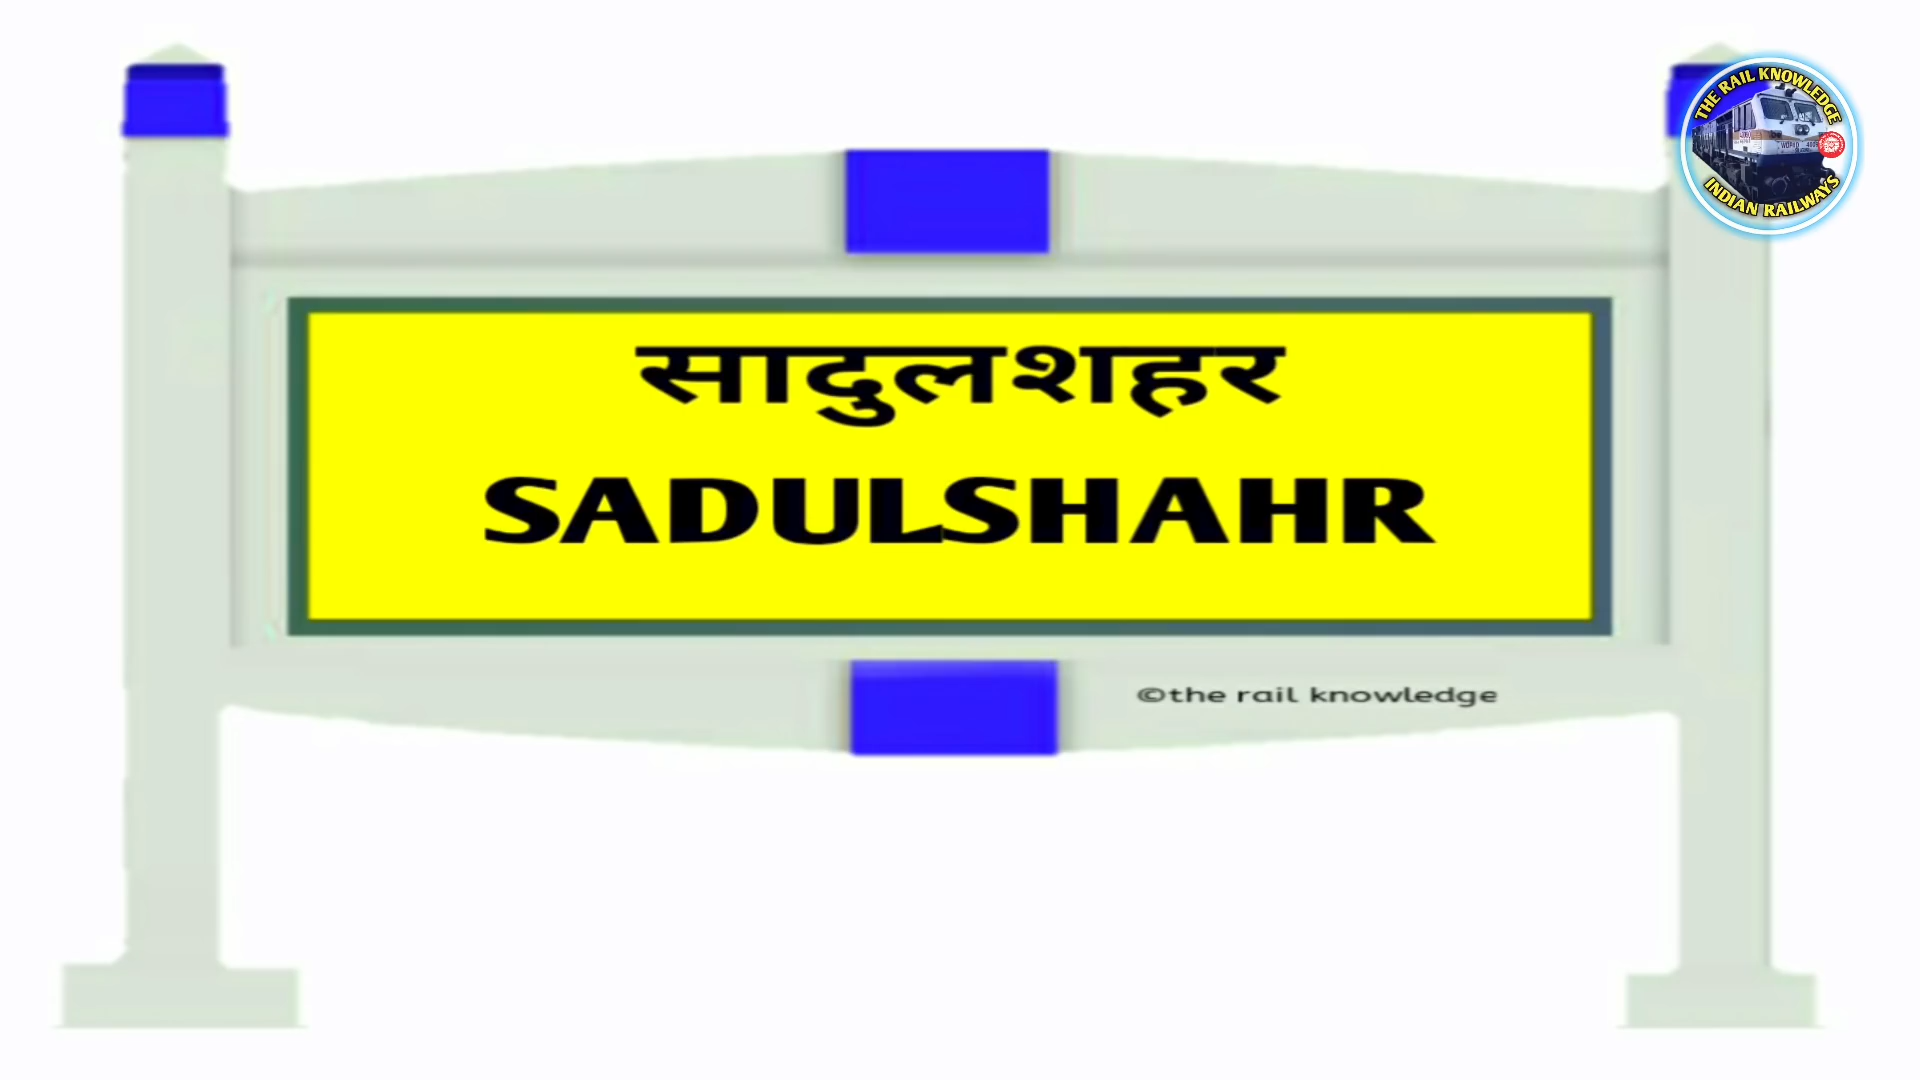 THE RAIL KNOWLEDGE
INDIAN RAILWAYS
सादुलशहर
SADULSHAHR
©the rail knowledge